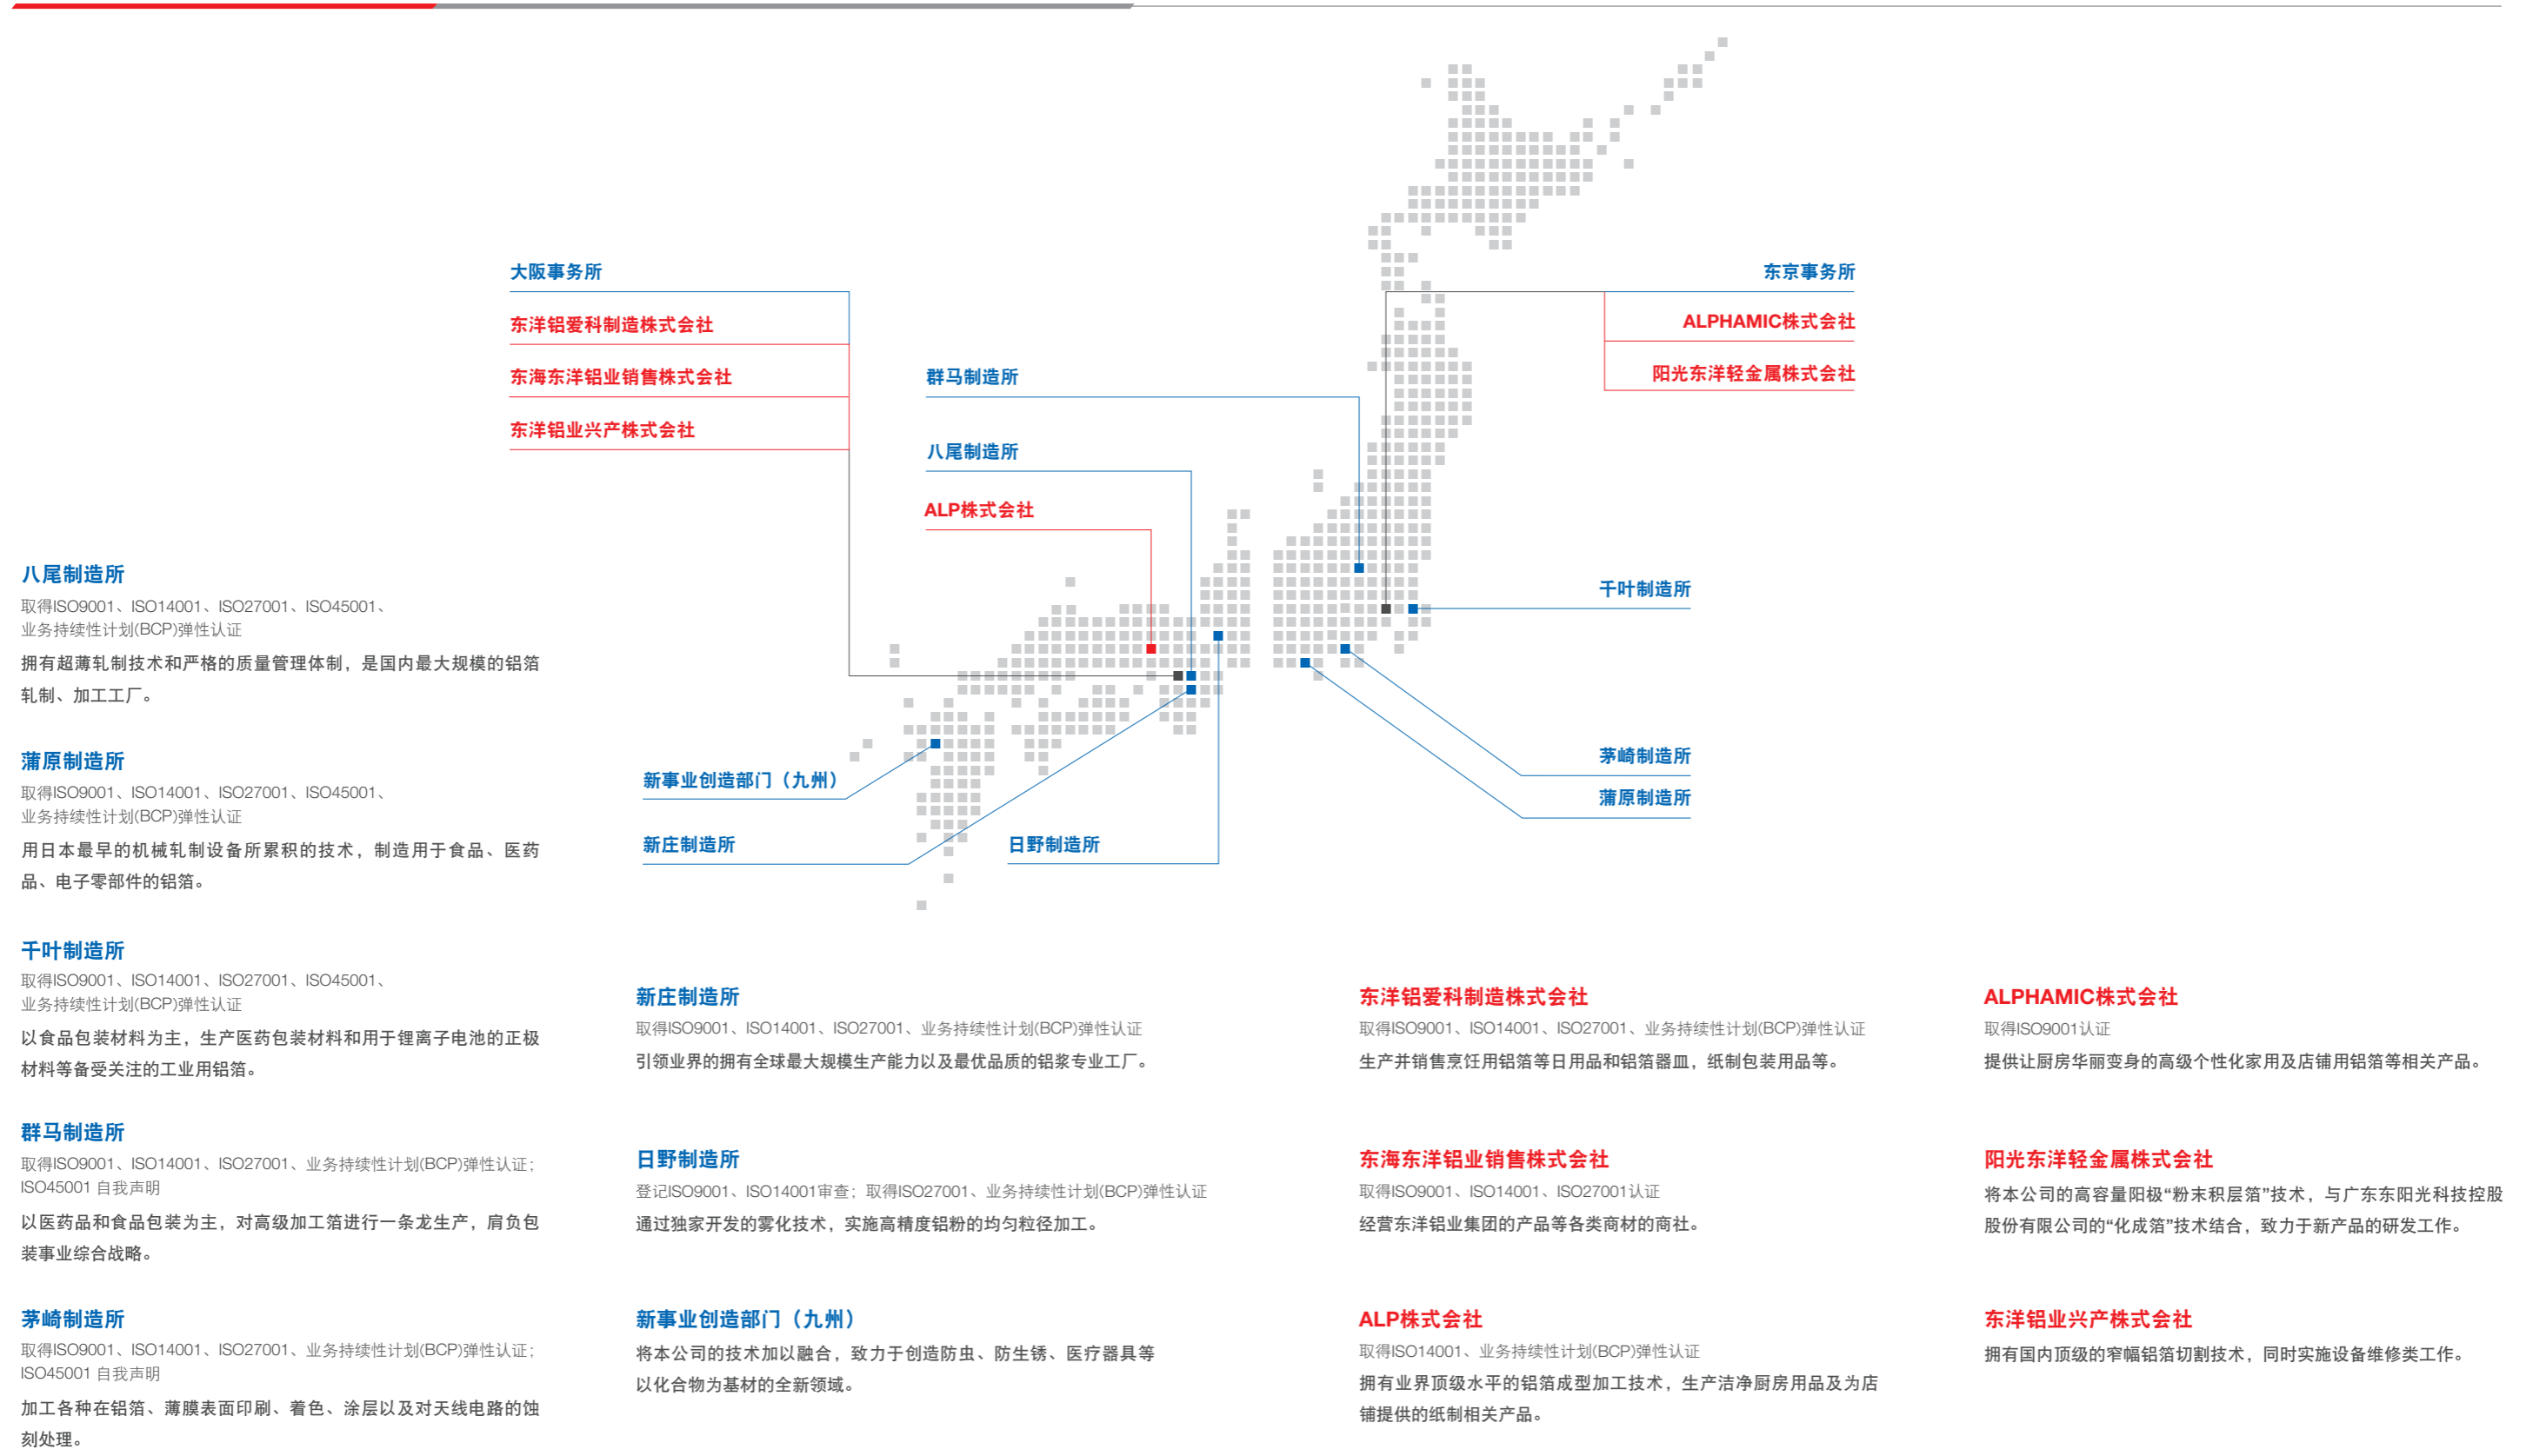 大阪事务所
东洋铝爱科制造株式会社
东海东洋铝业销售株式会社
东洋铝业兴产株式会社
群马制造所
八尾制造所
ALP株式会社
东京事务所
ALPHAMIC株式会社
阳光东洋轻金属株式会社
千叶制造所
茅崎制造所
蒲原制造所
新事业创造部门（九州）
新庄制造所
日野制造所
八尾制造所
取得ISO9001、ISO14001、ISO27001、ISO45001、
业务持续性计划(BCP)弹性认证
拥有超薄轧制技术和严格的质量管理体制，是国内最大规模的铝箔
轧制、加工工厂。
蒲原制造所
取得ISO9001、ISO14001、ISO27001、ISO45001、
业务持续性计划(BCP)弹性认证
用日本最早的机械轧制设备所累积的技术，制造用于食品、医药
品、电子零部件的铝箔。
千叶制造所
取得ISO9001、ISO14001、ISO27001、ISO45001、
业务持续性计划(BCP)弹性认证
以食品包装材料为主，生产医药包装材料和用于锂离子电池的正极
材料等备受关注的工业用铝箔。
群马制造所
取得ISO9001、ISO14001、ISO27001、业务持续性计划(BCP)弹性认证；
ISO45001 自我声明
以医药品和食品包装为主，对高级加工箔进行一条龙生产，肩负包
装事业综合战略。
茅崎制造所
取得ISO9001、ISO14001、ISO27001、业务持续性计划(BCP)弹性认证；
ISO45001 自我声明
加工各种在铝箔、薄膜表面印刷、着色、涂层以及对天线电路的蚀
刻处理。
新庄制造所
取得ISO9001、ISO14001、ISO27001、业务持续性计划(BCP)弹性认证
引领业界的拥有全球最大规模生产能力以及最优品质的铝浆专业工厂。
日野制造所
登记ISO9001、ISO14001审查；取得ISO27001、业务持续性计划(BCP)弹性认证
通过独家开发的雾化技术，实施高精度铝粉的均匀粒径加工。
新事业创造部门（九州）
将本公司的技术加以融合，致力于创造防虫、防生锈、医疗器具等
以化合物为基材的全新领域。
东洋铝爱科制造株式会社
取得ISO9001、ISO14001、ISO27001、业务持续性计划(BCP)弹性认证
生产并销售烹饪用铝箔等日用品和铝箔器皿，纸制包装用品等。
东海东洋铝业销售株式会社
取得ISO9001、ISO14001、ISO27001认证
经营东洋铝业集团的产品等各类商材的商社。
ALP株式会社
取得ISO14001、业务持续性计划(BCP)弹性认证
拥有业界顶级水平的铝箔成型加工技术，生产洁净厨房用品及为店
铺提供的纸制相关产品。
ALPHAMIC株式会社
取得ISO9001认证
提供让厨房华丽变身的高级个性化家用及店铺用铝箔等相关产品。
阳光东洋轻金属株式会社
将本公司的高容量阳极“粉末积层箔”技术，与广东东阳光科技控股
股份有限公司的“化成箔”技术结合，致力于新产品的研发工作。
东洋铝业兴产株式会社
拥有国内顶级的窄幅铝箔切割技术，同时实施设备维修类工作。